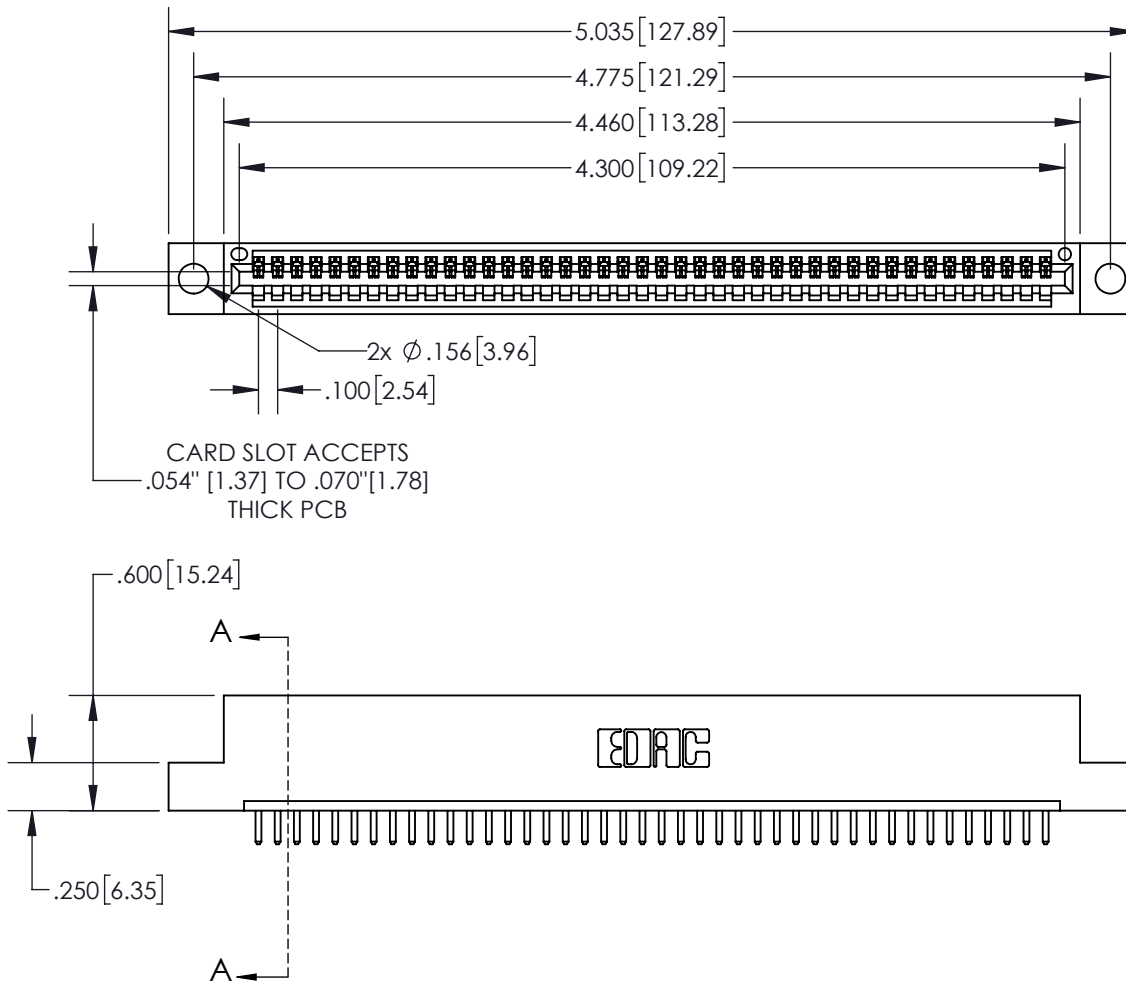 5.035[127.89]
4.775[121.29]
4.460[113.28]
4.300[109.22]
2x Ø .156[3.96]
.100[2.54]
CARD SLOT ACCEPTS
.054" [1.37] TO .070"[1.78]
THICK PCB
.600[15.24]
A
EDAC
.250[6.35]
A